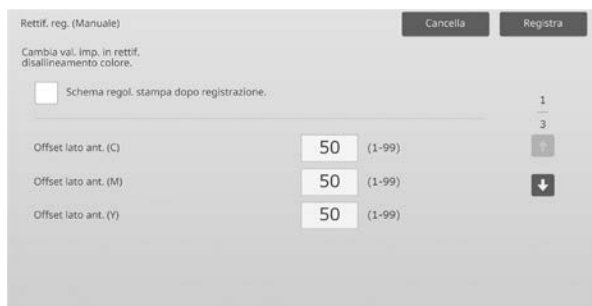 Rettif. reg. (Manuale)
Cancella
Registra
Cambia val. imp. in rettif.
disallineamento colore.
Schema regol. stampa dopo registrazione.
1
3
Offset lato ant. (C)
50
(1-99)
Offset lato ant. (M)
50
(1-99)
Offset lato ant. (Y)
50
(1-99)